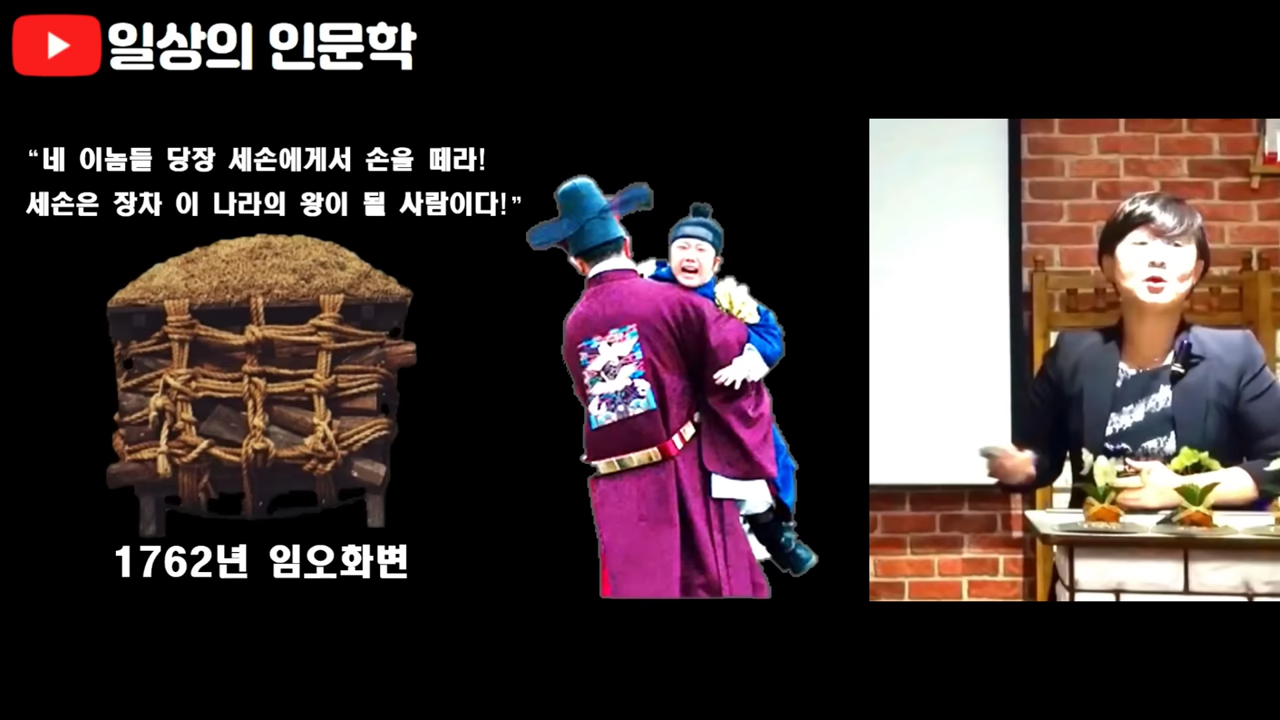 일상의 인문학
“네 이놈들 당장 세손에게서 손을 떼라!
세손은 장차 이 나라의 왕이 될 사람이다!”
1762년 임오화변